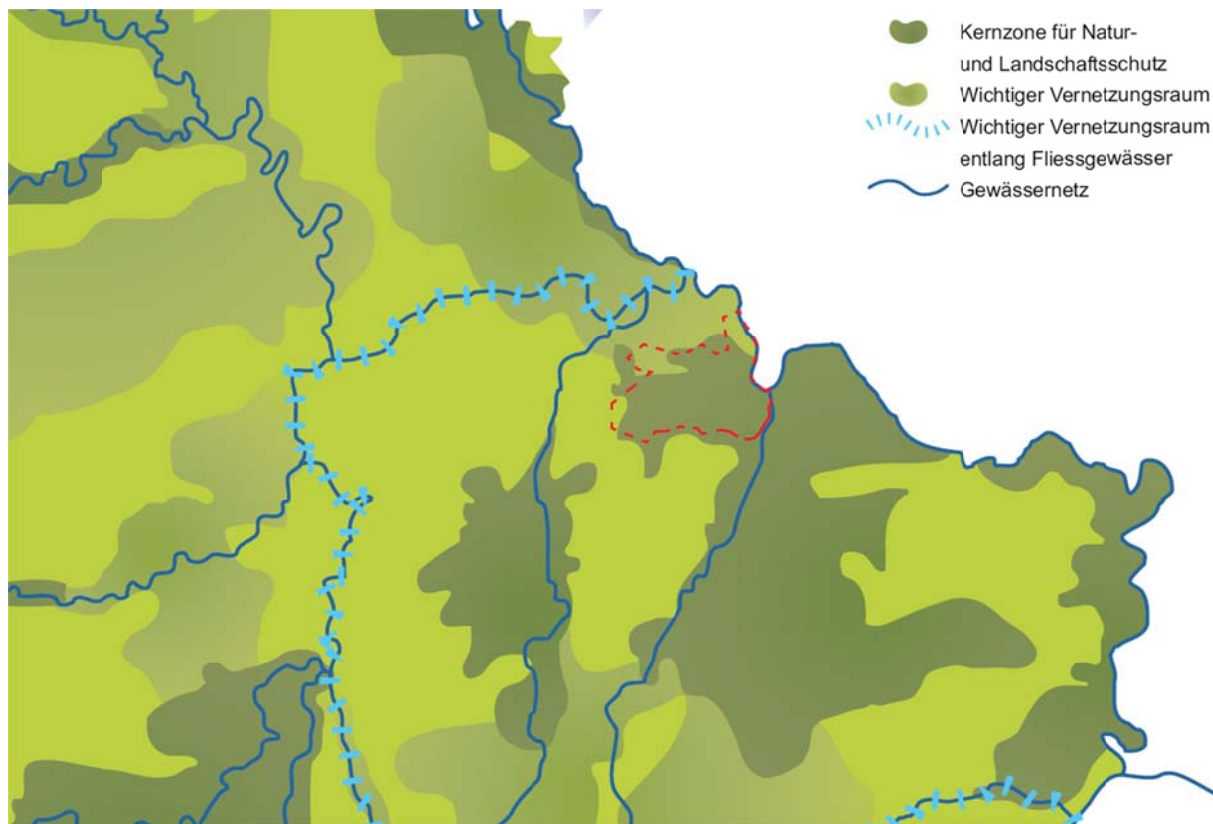 Kernzone für Natur-
und Landschaftsschutz
Wichtiger Vernetzungsraum
Wichtiger Vernetzungsraum
entlang Fliessgewässer
Gewässernetz